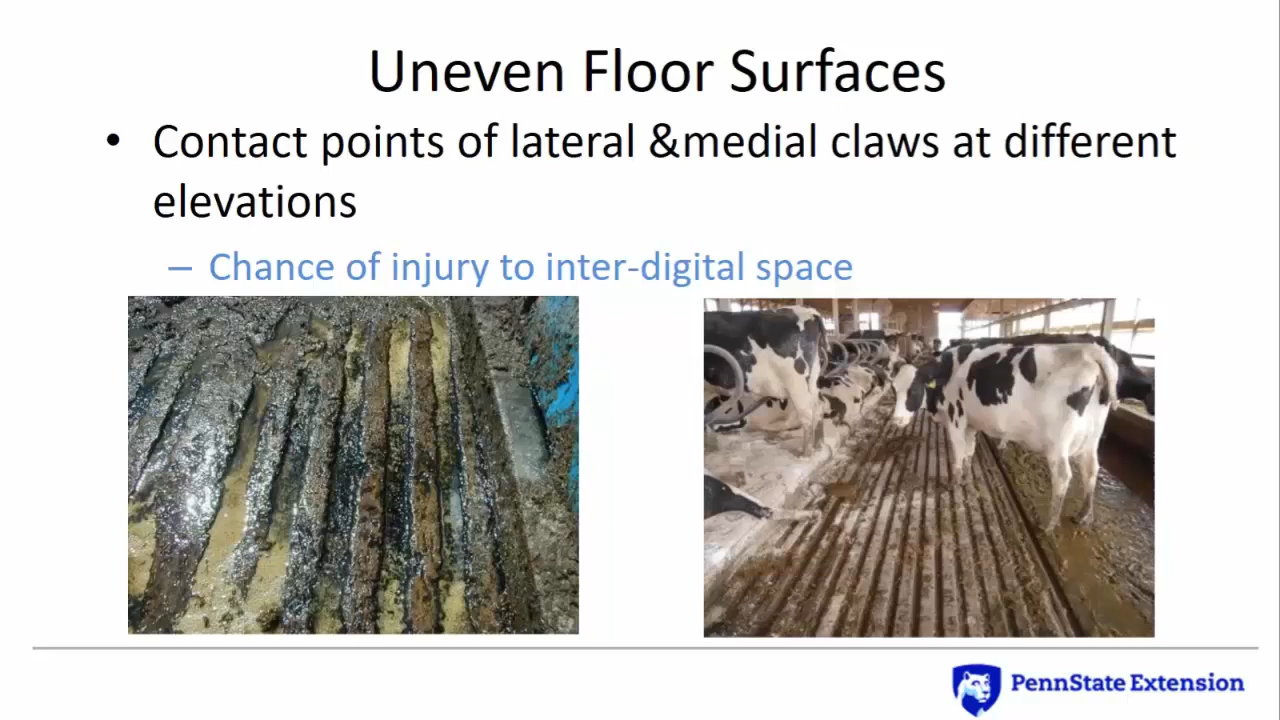 Uneven Floor Surfaces
• Contact points of lateral &medial claws at different
elevations
– Chance of injury to inter-digital space
PennState Extension